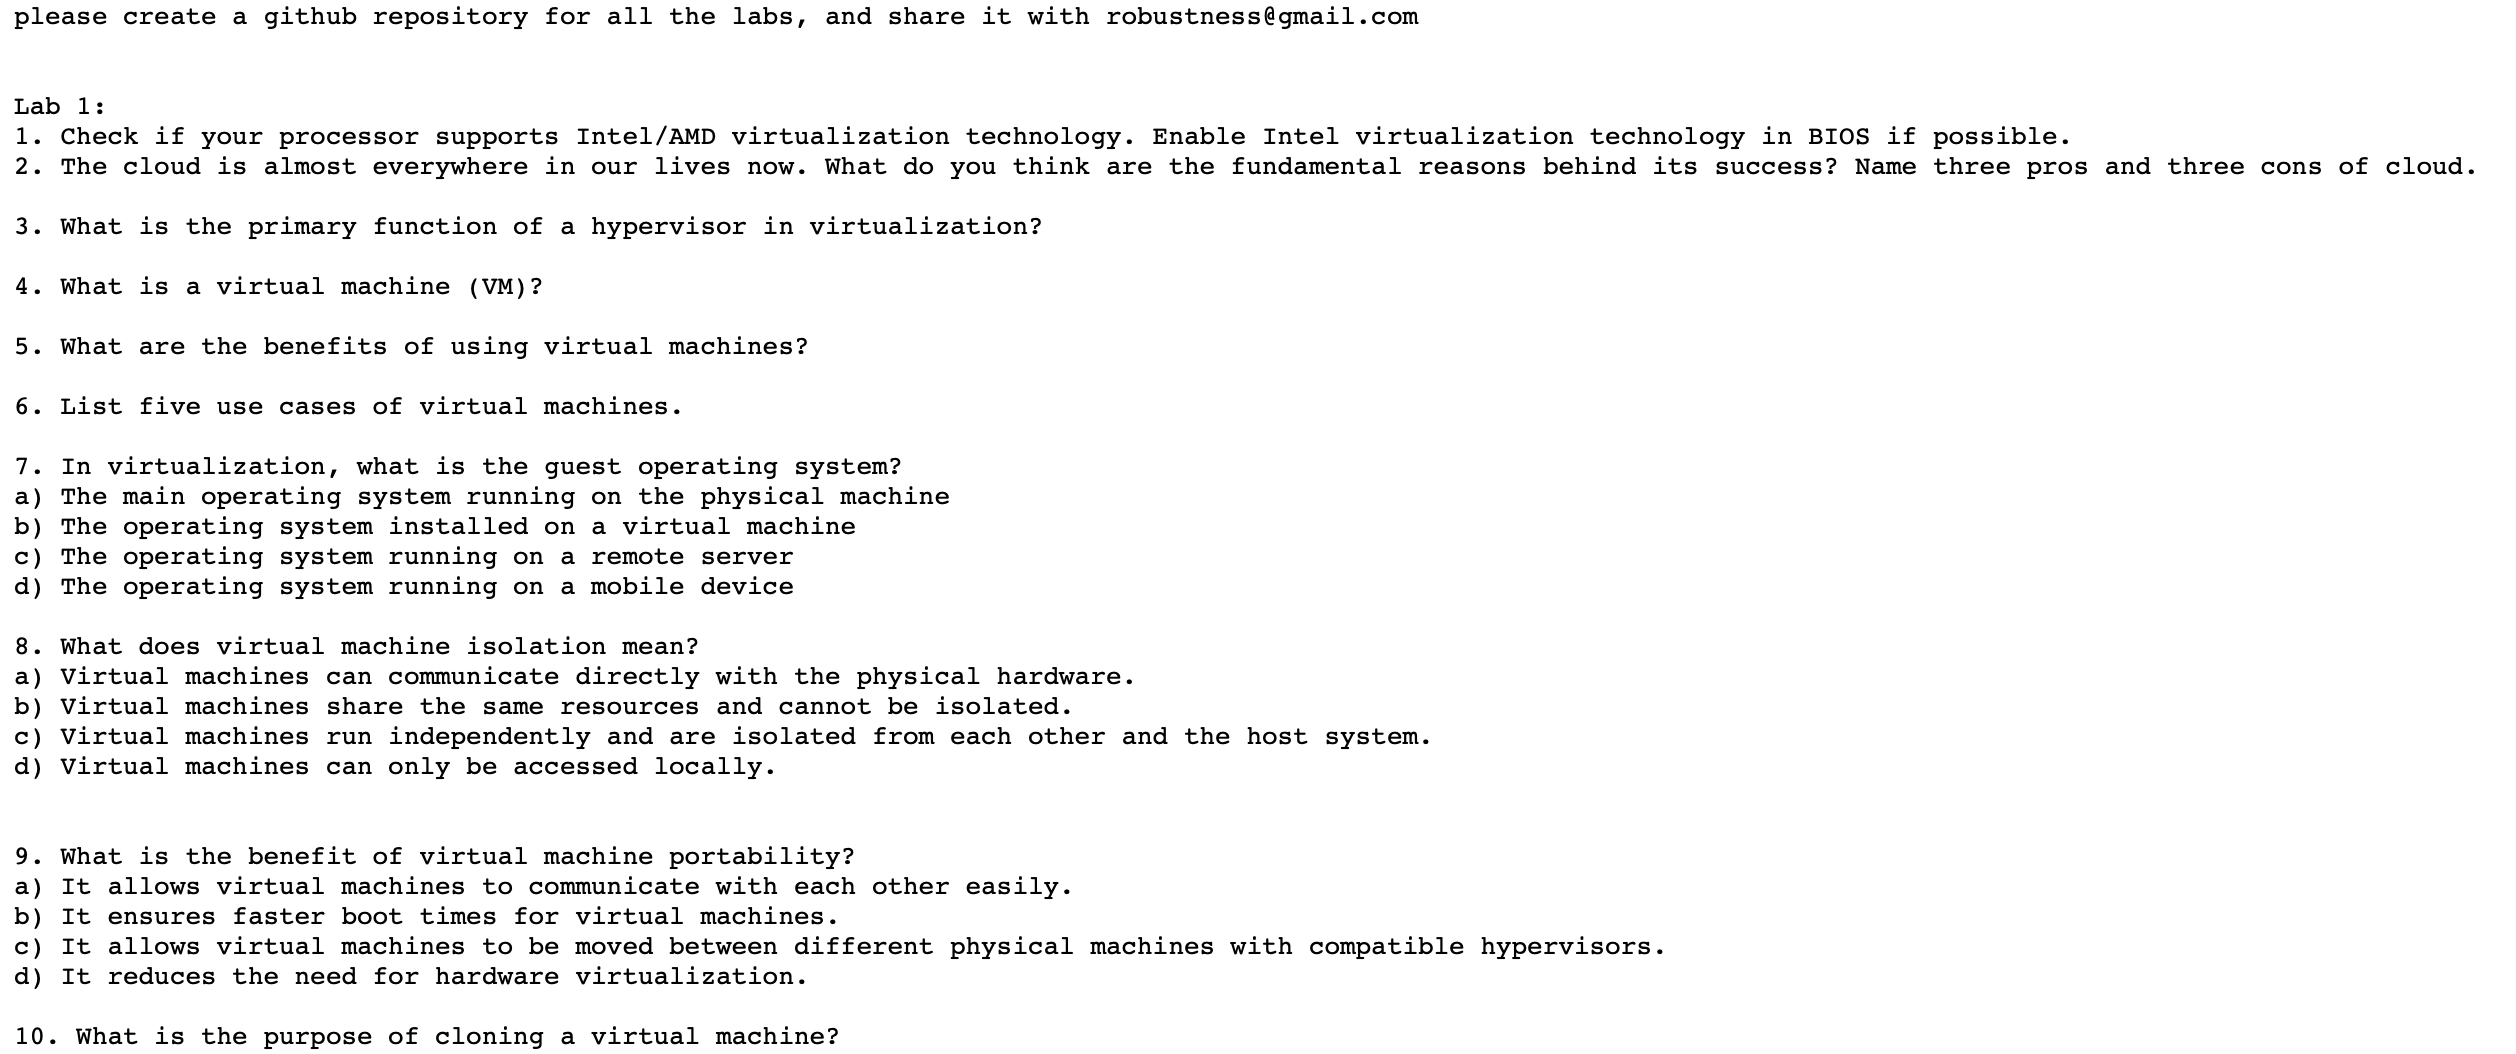 please create a github repository for all the labs, and share it with robustness@gmail.com
Lab 1:
1. Check if your processor supports Intel/AMD virtualization technology. Enable Intel virtualization technology in BIOS if possible.
2. The cloud is almost everywhere in our lives now. What do you think are the fundamental reasons behind its success? Name three pros and three cons of cloud.
3. What is the primary function of a hypervisor in virtualization?
4. What is a virtual machine (VM)?
5. What are the benefits of using virtual machines?
6. List five use cases of virtual machines.
7. In virtualization, what is the guest operating system?
a) The main operating system running on the physical machine
b) The operating system installed on a virtual machine
c) The operating system running on a remote server
d) The operating system running on a mobile device
8. What does virtual machine isolation mean?
a) Virtual machines can communicate directly with the physical hardware.
b) Virtual machines share the same resources and cannot be isolated.
c) Virtual machines run independently and are isolated from each other and the host system.
d) Virtual machines can only be accessed locally.
9. What is the benefit of virtual machine portability?
a) It allows virtual machines to communicate with each other easily.
b) It ensures faster boot times for virtual machines.
c) It allows virtual machines to be moved between different physical machines with compatible hypervisors.
d) It reduces the need for hardware virtualization.
10. What is the purpose of cloning a virtual machine?